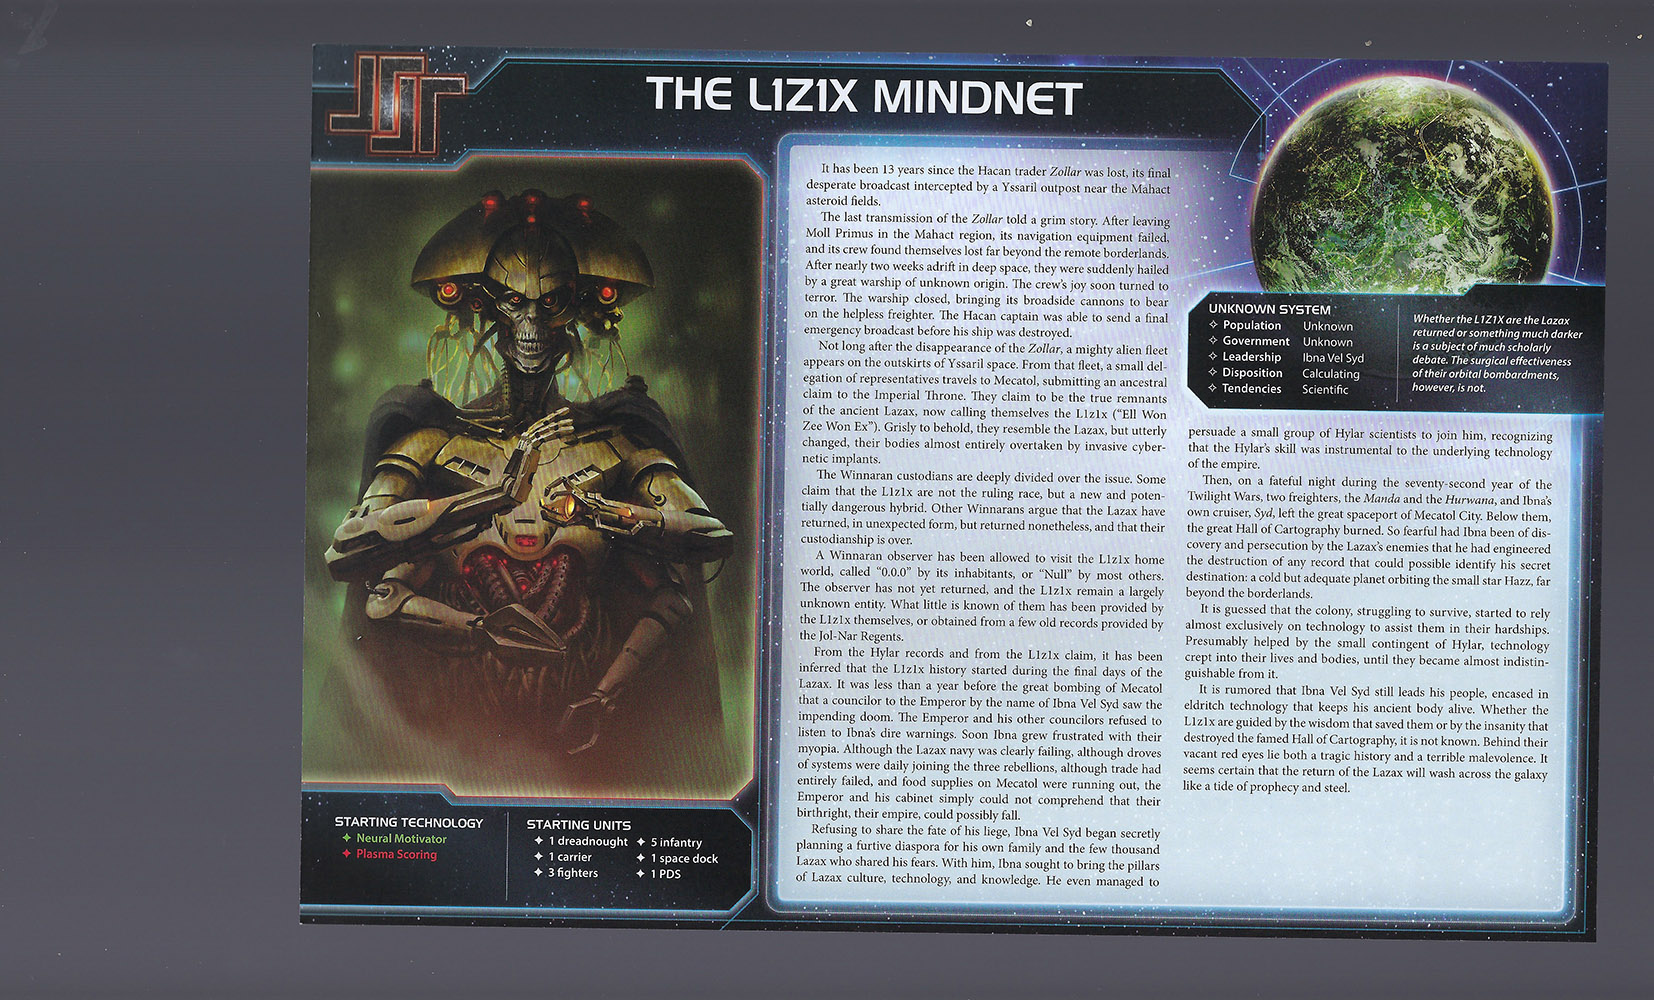 THE L1Z1X MINDNET
It has been 13 years since the Hacan trader Zollar was lost, its final
desperate broadcast intercepted by a Yssaril outpost near the Mahact
asteroid fields.
The last transmission of the Zollar told a grim story. After leaving
Moll Primus in the Mahact region, its navigation equipment failed,
and its crew found themselves lost far beyond the remote borderlands.
After nearly two weeks adrift in deep space, they were suddenly hailed
by a great warship of unknown origin. The crew's joy soon turned to
terror. The warship closed, bringing its broadside cannons to bear
on the helpless freighter. The Hacan captain was able to send a final
emergency broadcast before his ship was destroyed.
Not long after the disappearance of the Zollar, a mighty alien fleet
appears on the outskirts of Yssaril space. From that fleet, a small del-
egation of representatives travels to Mecatol, submitting an ancestral
claim to the Imperial Throne. They claim to be the true remnants
of the ancient Lazax, now calling themselves the L1z1x ("Ell Won
Zee Won Ex"). Grisly to behold, they resemble the Lazax, but utterly
changed, their bodies almost entirely overtaken by invasive cyber-
netic implants.
The Winnaran custodians are deeply divided over the issue. Some
claim that the L1z1x are not the ruling race, but a new and poten-
tially dangerous hybrid. Other Winnarans argue that the Lazax have
returned, in unexpected form, but returned nonetheless, and that their
custodianship is over.
A Winnaran observer has been allowed to visit the L1z1x home
world, called "0.0.0" by its inhabitants, or "Null" by most others.
The observer has not yet returned, and the L1z1x remain a largely
unknown entity. What little is known of them has been provided by
the L1z1x themselves, or obtained from a few old records provided by
the Jol-Nar Regents.
From the Hylar records and from the L1z1x claim, it has been
inferred that the L1z1x history started during the final days of the
Lazax. It was less than a year before the great bombing of Mecatol
that a councilor to the Emperor by the name of Ibna Vel Syd saw the
impending doom. The Emperor and his other councilors refused to
listen to Ibna's dire warnings. Soon Ibna grew frustrated with their
myopia. Although the Lazax navy was clearly failing, although droves
of systems were daily joining the three rebellions, although trade had
entirely failed, and food supplies on Mecatol were running out, the
Emperor and his cabinet simply could not comprehend that their
birthright, their empire, could possibly fall.
Refusing to share the fate of his liege, Ibna Vel Syd began secretly
planning a furtive diaspora for his own family and the few thousand
Lazax who shared his fears. With him, Ibna sought to bring the pillars
of Lazax culture, technology, and knowledge. He even managed to
UNKNOWN SYSTEM
Population Unknown
Government Unknown
Leadership Ibna Vel Syd
Disposition Calculating
Tendencies Scientific
Whether the L1Z1X are the Lazax
returned or something much darker
is a subject of much scholarly
debate. The surgical effectiveness
of their orbital bombardments,
however, is not.
persuade a small group of Hylar scientists to join him, recognizing
that the Hylar's skill was instrumental to the underlying technology
of the empire.
Then, on a fateful night during the seventy-second year of the
Twilight Wars, two freighters, the Manda and the Hurwana, and Ibna's
own cruiser, Syd, left the great spaceport of Mecatol City. Below them,
the great Hall of Cartography burned. So fearful had Ibna been of dis-
covery and persecution by the Lazax's enemies that he had engineered
the destruction of any record that could possible identify his secret
destination: a cold but adequate planet orbiting the small star Hazz, far
beyond the borderlands.
It is guessed that the colony, struggling to survive, started to rely
almost exclusively on technology to assist them in their hardships.
Presumably helped by the small contingent of Hylar, technology
crept into their lives and bodies, until they became almost indistin-
guishable from it.
It is rumored that Ibna Vel Syd still leads his people, encased in
eldritch technology that keeps his ancient body alive. Whether the
L1z1x are guided by the wisdom that saved them or by the insanity that
destroyed the famed Hall of Cartography, it is not known. Behind their
vacant red eyes lie both a tragic history and a terrible malevolence. It
seems certain that the return of the Lazax will wash across the galaxy
like a tide of prophecy and steel.
STARTING TECHNOLOGY
Neural Motivator
Plasma Scoring
STARTING UNITS
1 dreadnought
1 carrier
3 fighters
5 infantry
1 space dock
1 PDS